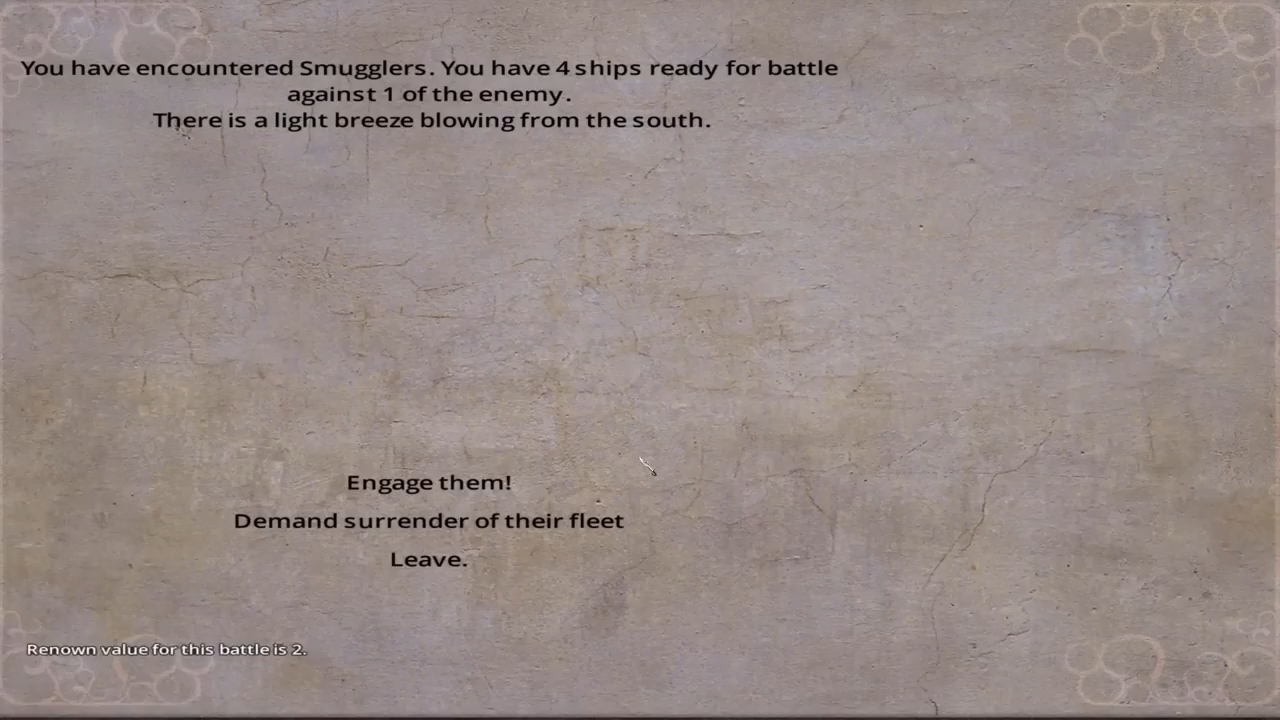 You have encountered Smugglers. You have 4 ships ready for battle
against 1 of the enemy.
There is a light breeze blowing from the south.
Engage them!
Demand surrender of their fleet
Leave.
Renown value for this battle is 2.